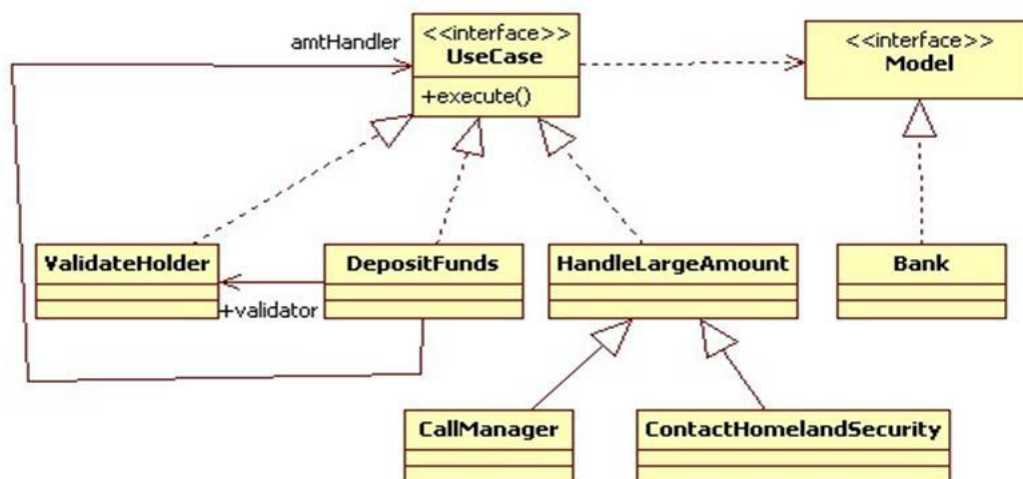 amtHandler
<<interface>>
UseCase
+execute()
<<interface>>
Model
ValidateHolder
DepositFunds
HandleLargeAmount
Bank
+validator
CallManager
ContactHomelandSecurity